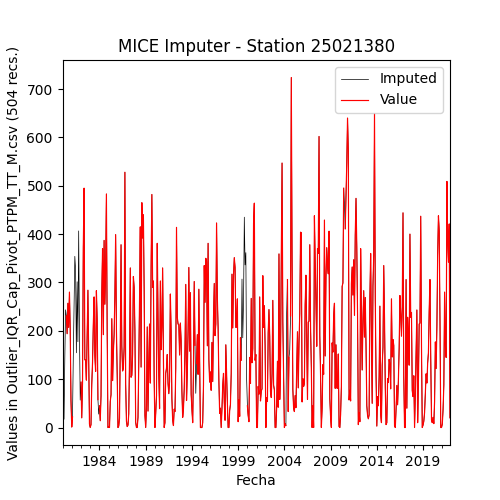 MICE Imputer - Station 25021380
Imputed
Value
Values in Outlier_IQR_Cap_Pivot_PTPM_TT_M.csv (504 recs.)
700
600
500
400
300
200
100
0
1984 1989 1994 1999 2004 2009 2014 2019
Fecha